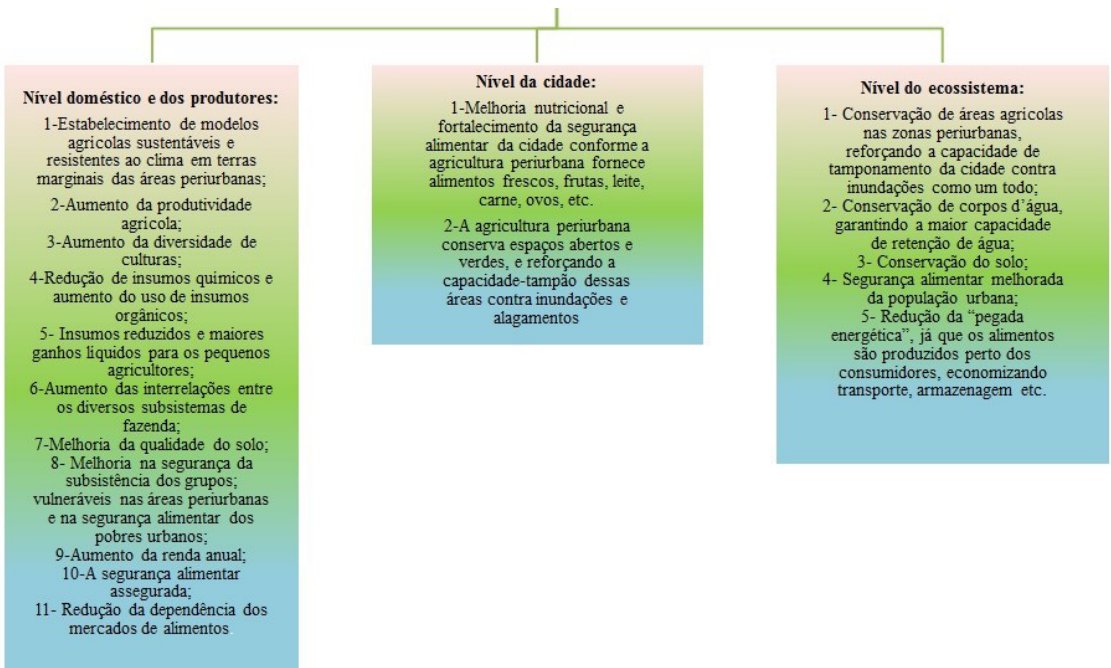 Nível doméstico e dos produtores:
1-Estabelecimento de modelos
agrícolas sustentáveis e
resistentes ao clima em terras
marginais das áreas periurbanas;
2-Aumento da produtividade
agrícola;
3-Aumento da diversidade de
culturas;
4-Redução de insumos químicos e
aumento do uso de insumos
orgânicos;
5- Insumos reduzidos e maiores
ganhos líquidos para os pequenos
agricultores;
6-Aumento das interrelações entre
os diversos subsistemas de
fazenda;
7-Melhoria da qualidade do solo;
8- Melhoria na segurança da
subsistência dos grupos;
vulneráveis nas áreas periurbanas
e na segurança alimentar dos
pobres urbanos;
9-Aumento da renda anual;
10-A segurança alimentar
assegurada;
11- Redução da dependência dos
mercados de alimentos.
Nível da cidade:
1-Melhoria nutricional e
fortalecimento da segurança
alimentar da cidade conforme a
agricultura periurbana fornece
alimentos frescos, frutas, leite,
carne, ovos, etc.
2-A agricultura periurbana
conserva espaços abertos e
verdes, e reforçando a
capacidade-tampão dessas
áreas contra inundações e
alagamentos
Nível do ecossistema:
1- Conservação de áreas agrícolas
nas zonas periurbanas,
reforçando a capacidade de
tamponamento da cidade contra
inundações como um todo;
2- Conservação de corpos d’água,
garantindo a maior capacidade
de retenção de água;
3- Conservação do solo;
4- Segurança alimentar melhorada
da população urbana;
5- Redução da “pegada
energética”, já que os alimentos
são produzidos perto dos
consumidores, economizando
transporte, armazenagem etc.